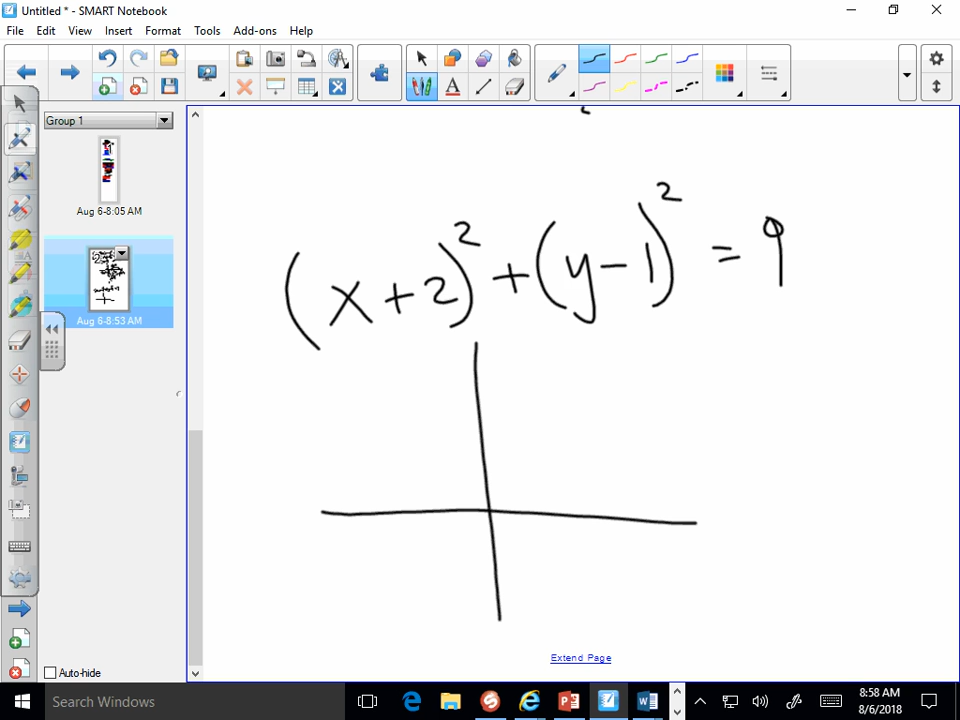 Untitled * - SMART Notebook
File Edit View Insert Format Tools Add-ons Help
Group 1
Aug 6-8:05 AM
Aug 6-8:53 AM
(x+2)² + (y-1)² = 9
Extend Page
Auto-hide
Search Windows
8:58 AM
8/6/2018